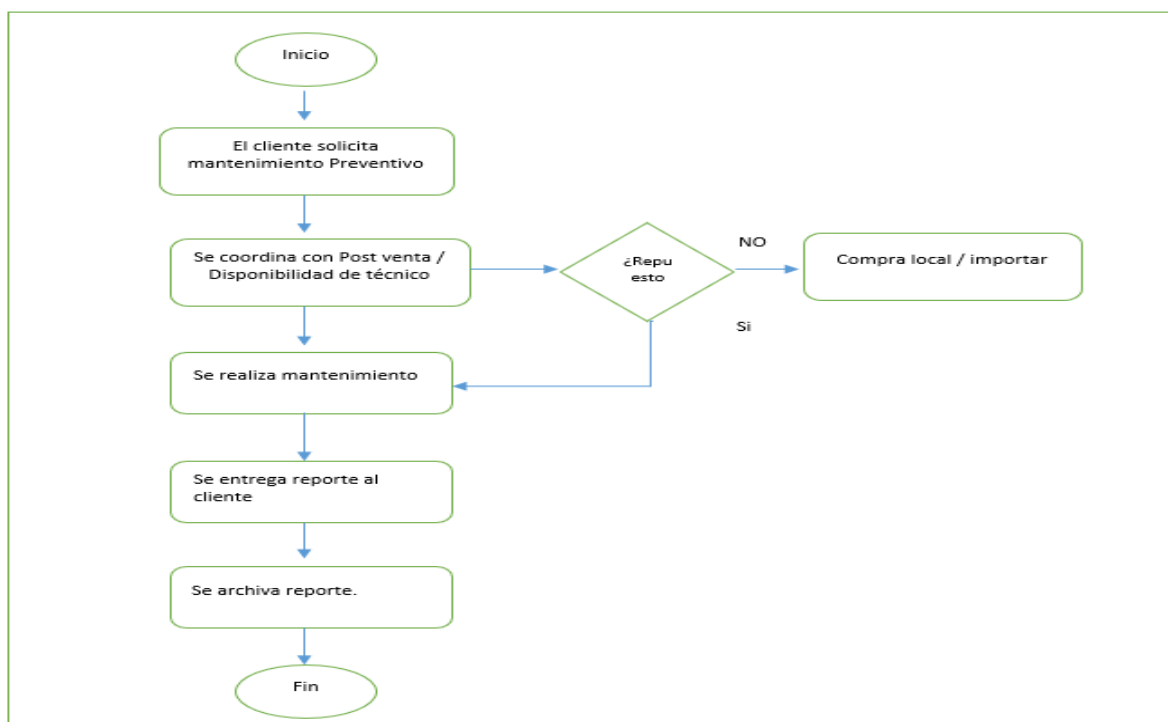 Inicio
El cliente solicita
mantenimiento Preventivo
Se coordina con Post venta /
Disponibilidad de técnico
¿Repu
esto
NO
Compra local / importar
Si
Se realiza mantenimiento
Se entrega reporte al
cliente
Se archiva reporte.
Fin